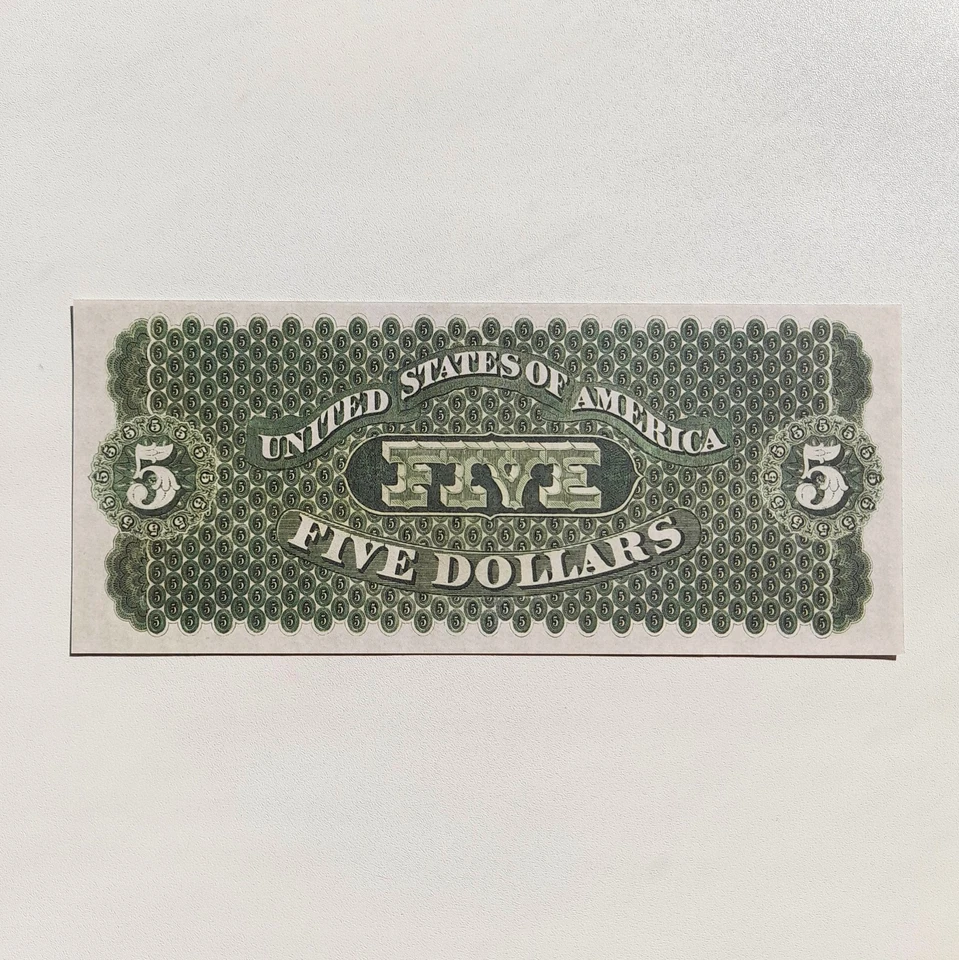 UNITED STATES OF AMERICA
5 FIVE 5
FIVE DOLLARS